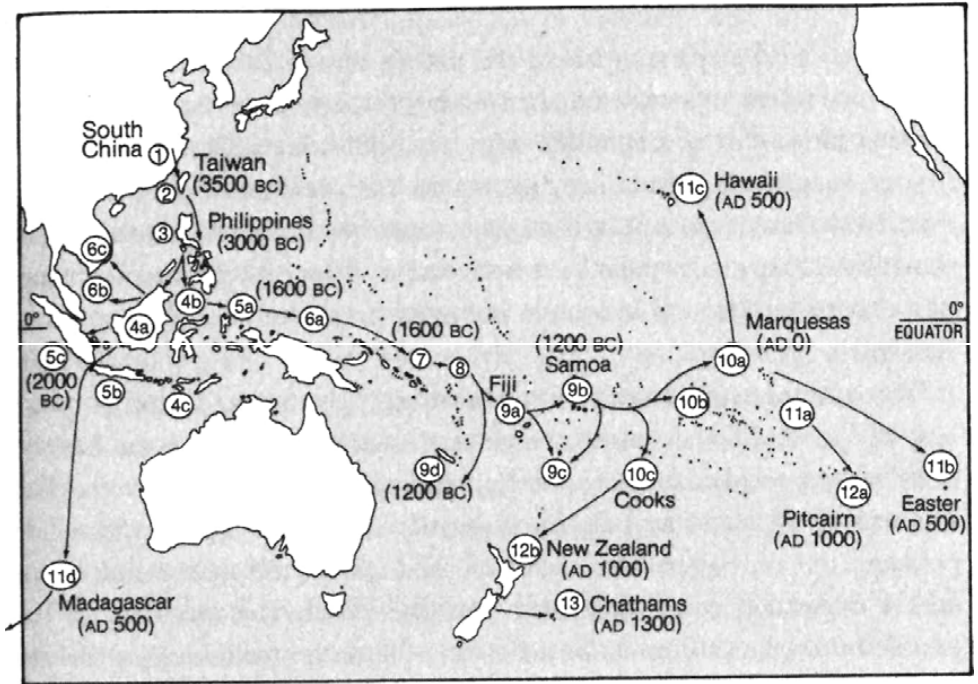 South
China
1
Taiwan
(3500 BC)
2
Philippines
(3000 BC)
3
11c
Hawaii
(AD 500)
6c
6b
4b
5a
(1600 BC)
6a
4a
0°
0°
EQUATOR
(1600 BC)
7
8
(1200 BC)
Samoa
9b
Marquesas
(AD 0)
10a
5c
(2000
BC)
5b
4c
Fiji
9a
10b
11a
9d
(1200 BC)
9c
10c
Cooks
11b
Easter
(AD 500)
12a
Pitcairn
(AD 1000)
12b
New Zealand
(AD 1000)
11d
Madagascar
(AD 500)
13
Chathams
(AD 1300)